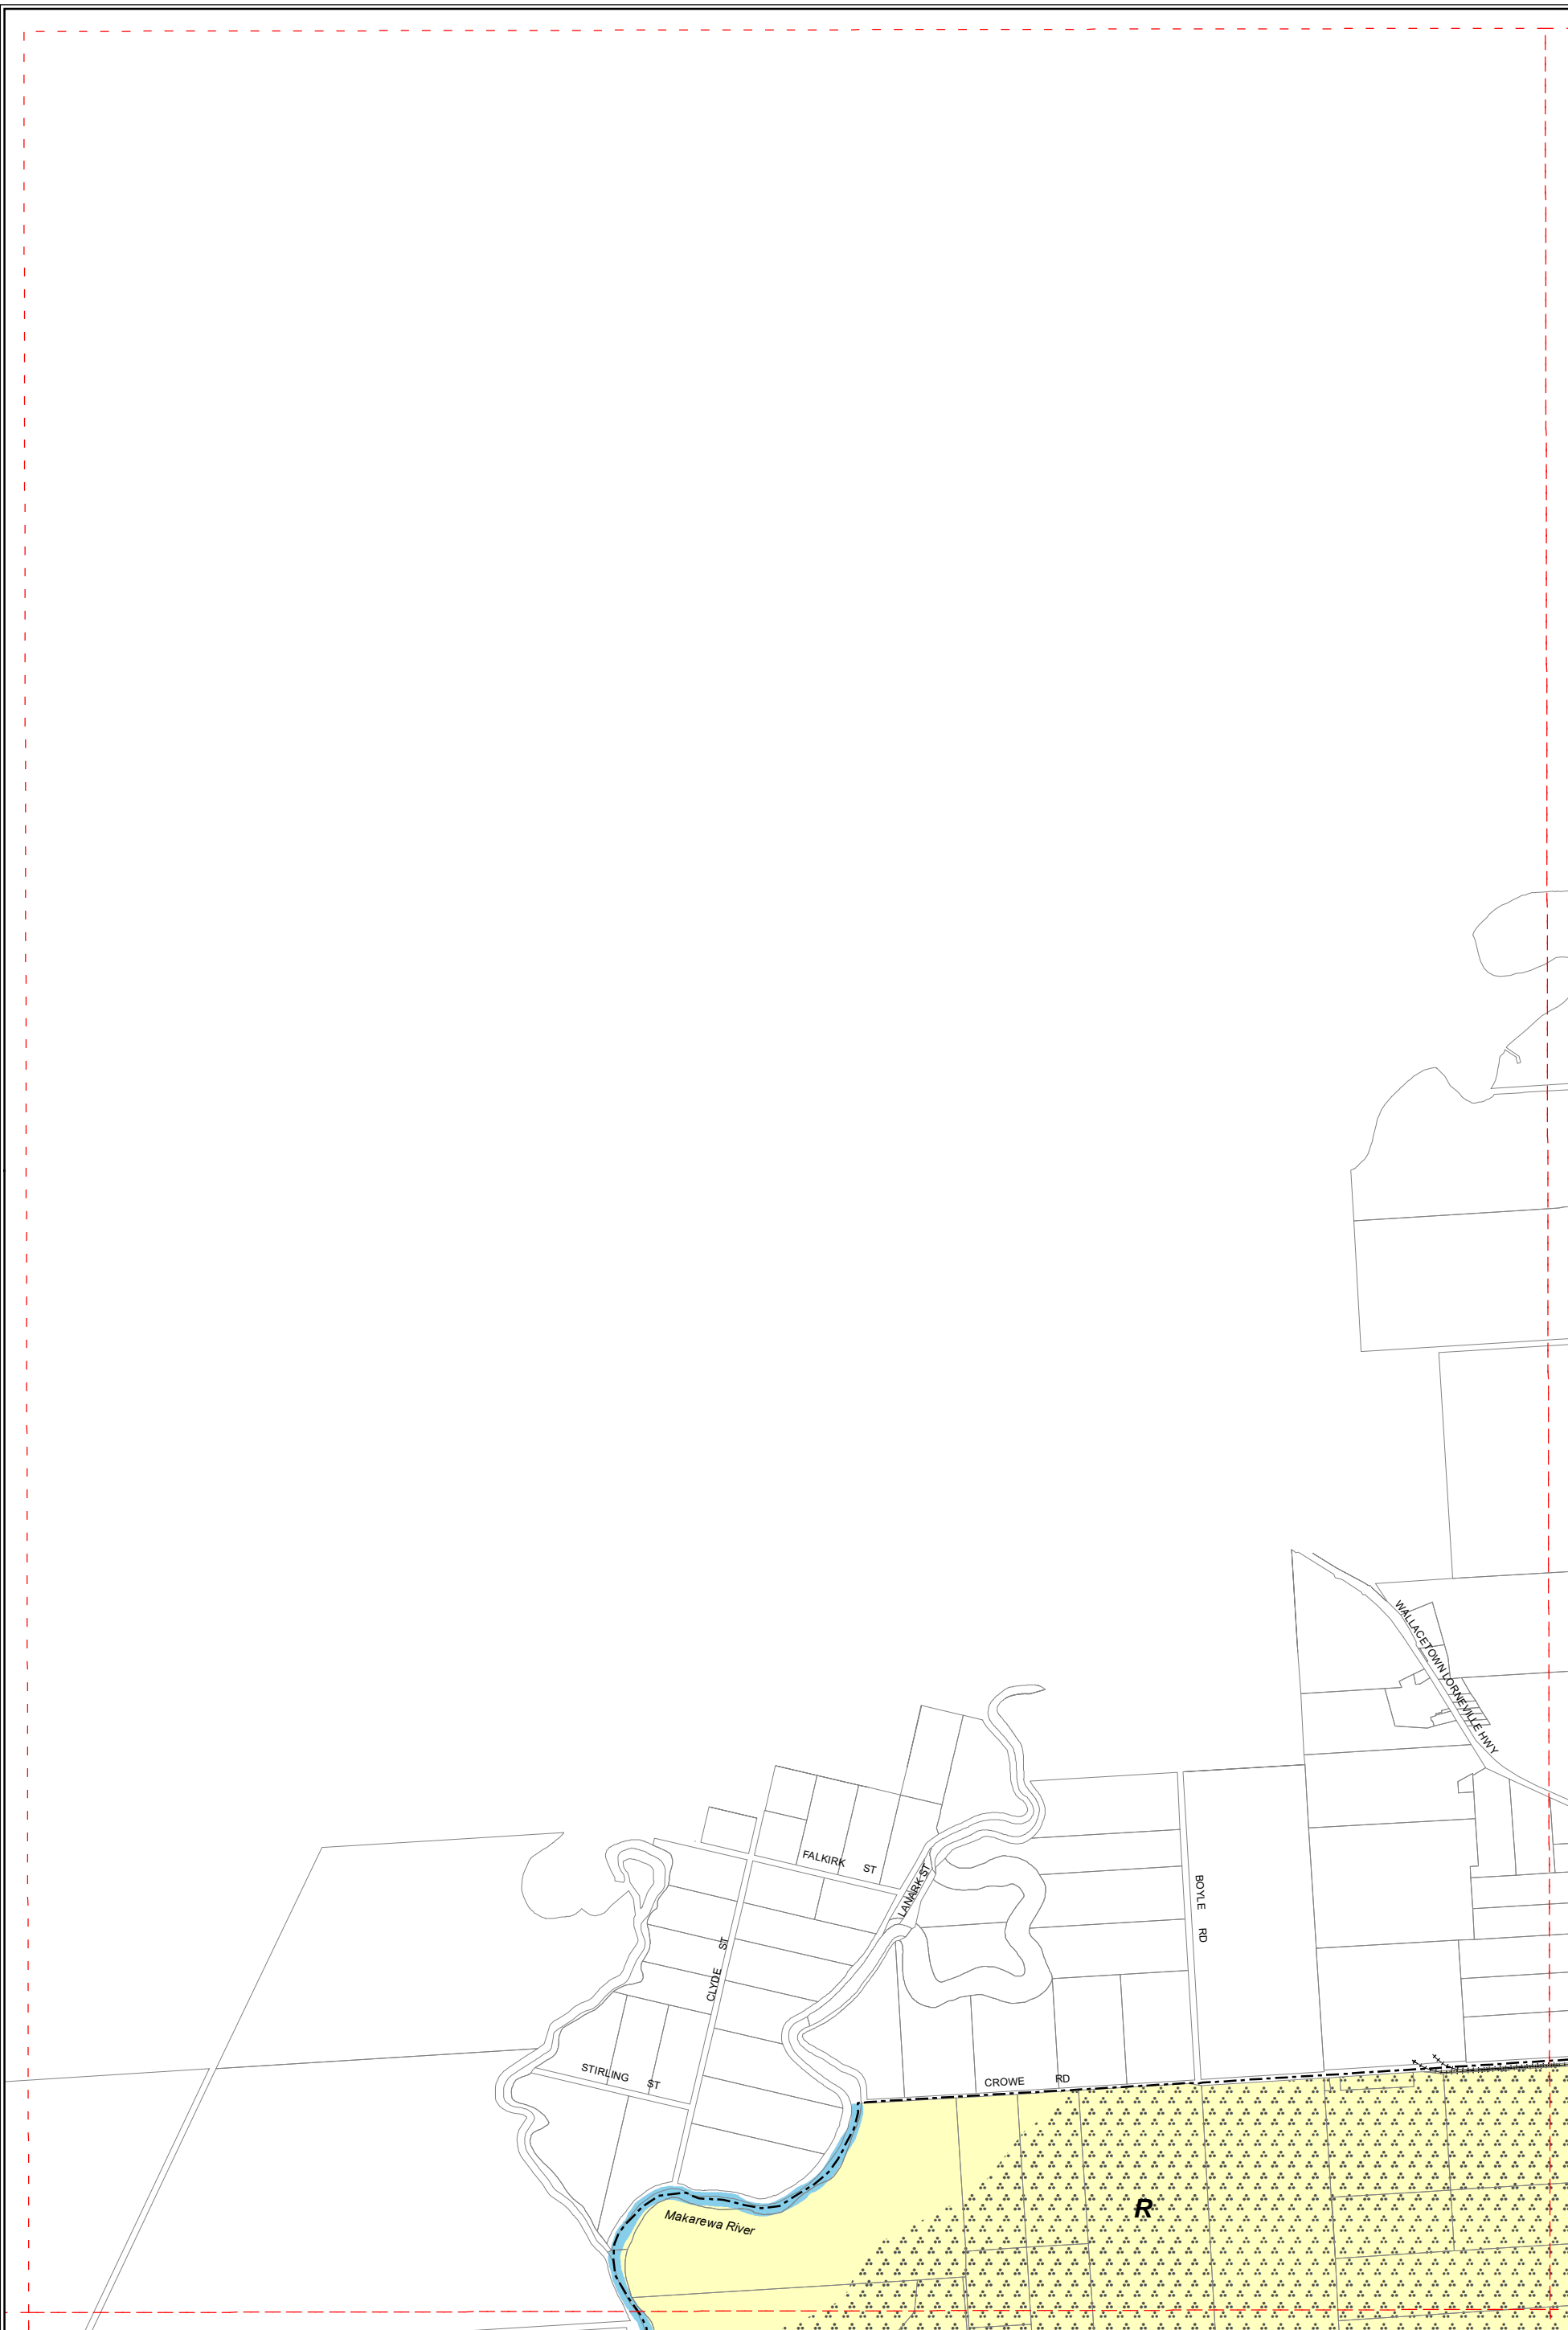 WALLACETOWN LORNEVILLE HWY
FALKIRK ST
LANARK ST
BOYLE RD
CLYDE ST
STIRLING ST
CROWE RD
R
Makarewa River